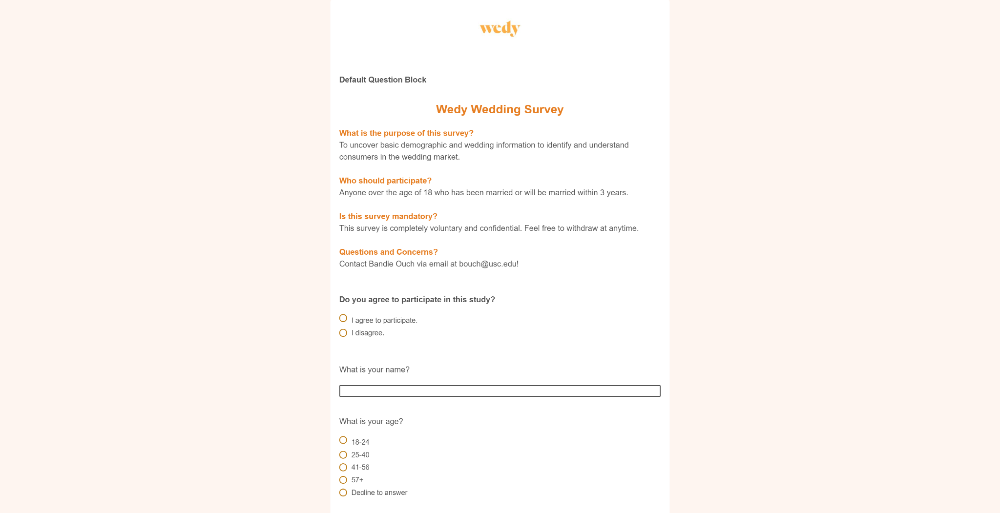 wedy
Default Question Block
Wedy Wedding Survey
What is the purpose of this survey?
To uncover basic demographic and wedding information to identify and understand
consumers in the wedding market.
Who should participate?
Anyone over the age of 18 who has been married or will be married within 3 years.
Is this survey mandatory?
This survey is completely voluntary and confidential. Feel free to withdraw at anytime.
Questions and Concerns?
Contact Bandie Ouch via email at bouch@usc.edu!
Do you agree to participate in this study?
I agree to participate.
I disagree.
What is your name?
What is your age?
18-24
25-40
41-56
57+
Decline to answer